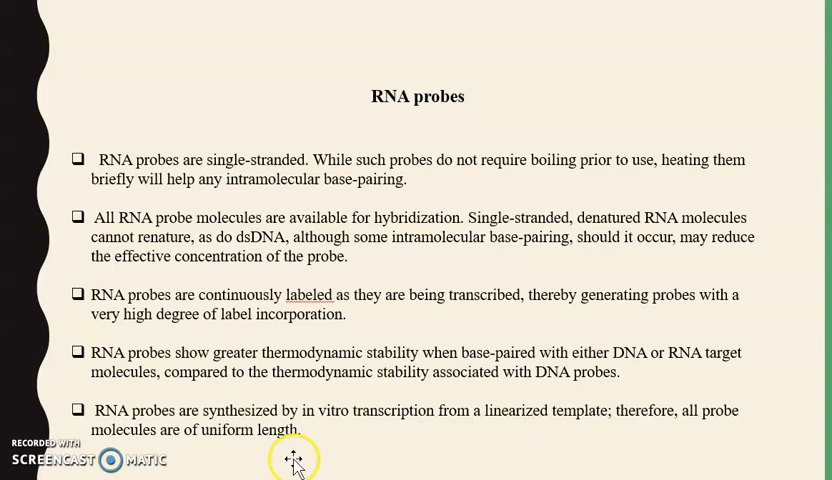 RNA probes
RNA probes are single-stranded. While such probes do not require boiling prior to use, heating them
briefly will help any intramolecular base-pairing.
All RNA probe molecules are available for hybridization. Single-stranded, denatured RNA molecules
cannot renature, as do dsDNA, although some intramolecular base-pairing, should it occur, may reduce
the effective concentration of the probe.
RNA probes are continuously labeled as they are being transcribed, thereby generating probes with a
very high degree of label incorporation.
RNA probes show greater thermodynamic stability when base-paired with either DNA or RNA target
molecules, compared to the thermodynamic stability associated with DNA probes.
RNA probes are synthesized by in vitro transcription from a linearized template; therefore, all probe
molecules are of uniform length.
RECORDED WITH
SCREENCAST MATIC